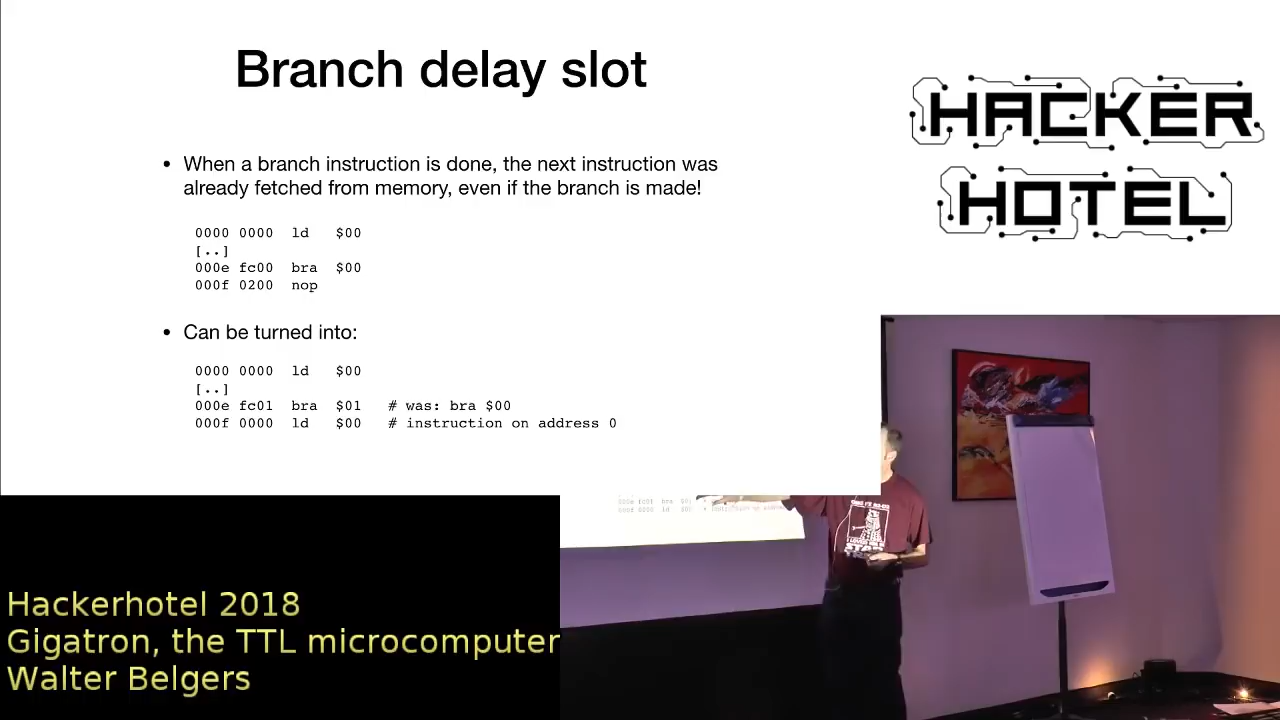 Branch delay slot
HACKER
HOTEL
• When a branch instruction is done, the next instruction was
already fetched from memory, even if the branch is made!
0000 0000 ld $00
[..]
000e fc00 bra $00
000f 0200 nop
• Can be turned into:
0000 0000 ld $00
[..]
000e fc01 bra $01 # was: bra $00
000f 0000 ld $00 # instruction on address 0
Hackerhotel 2018
Gigatron, the TTL microcomputer
Walter Belgers